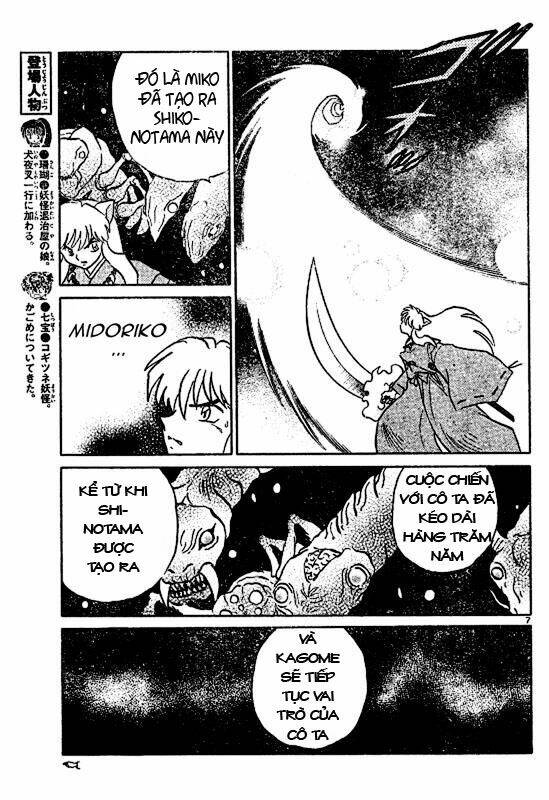 ĐÓ LÀ MIKO
ĐÃ TẠO RA
SHIKO-
NOTAMA NÀY
MIDORIKO
...
CUỘC CHIẾN
VỚI CÔ TA ĐÃ
KÉO DÀI
HÀNG TRĂM
NĂM
KỂ TỪ KHI
SHI-
NOTAMA
ĐƯỢC
TẠO RA
7
VÀ
KAGOME
SẼ TIẾP
TỤC VAI
TRÒ CỦA
CÔ TA
登場人物
●珊瑚●妖怪退治屋の娘。
犬夜叉一行に加わる。
●七宝●コギツネ妖怪。
かごめについてきた。